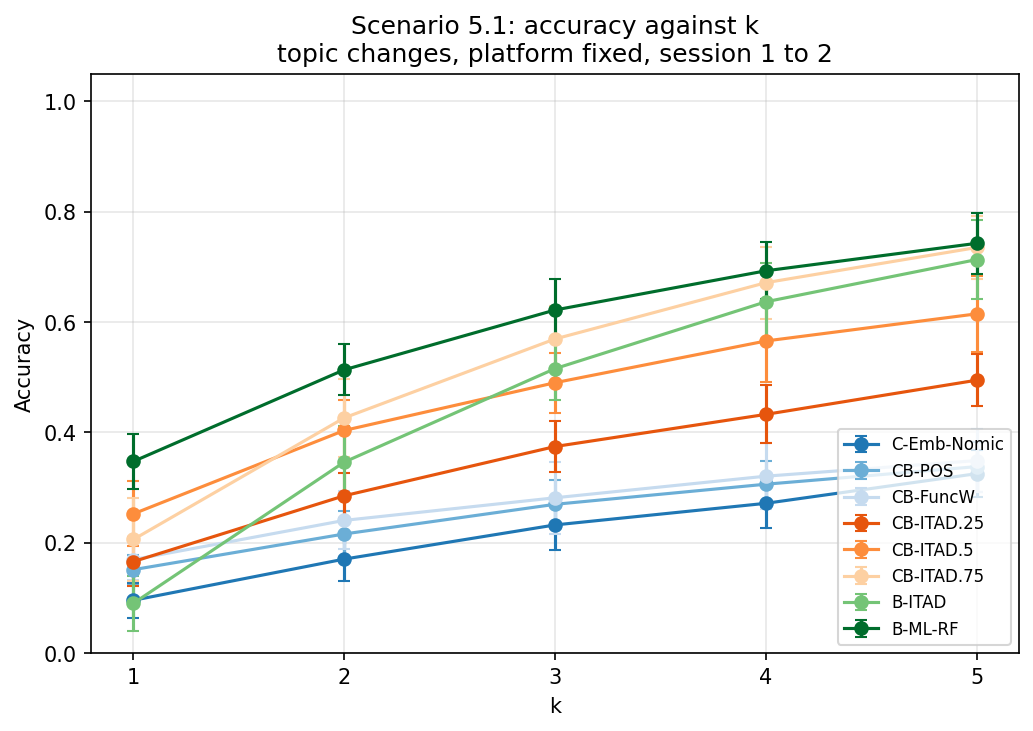 Scenario 5.1: accuracy against k
topic changes, platform fixed, session 1 to 2
Accuracy
1.0
0.8
0.6
0.4
0.2
0.0
1 2 3 4 5
k
C-Emb-Nomic
CB-POS
CB-FuncW
CB-ITAD.25
CB-ITAD.5
CB-ITAD.75
B-ITAD
B-ML-RF